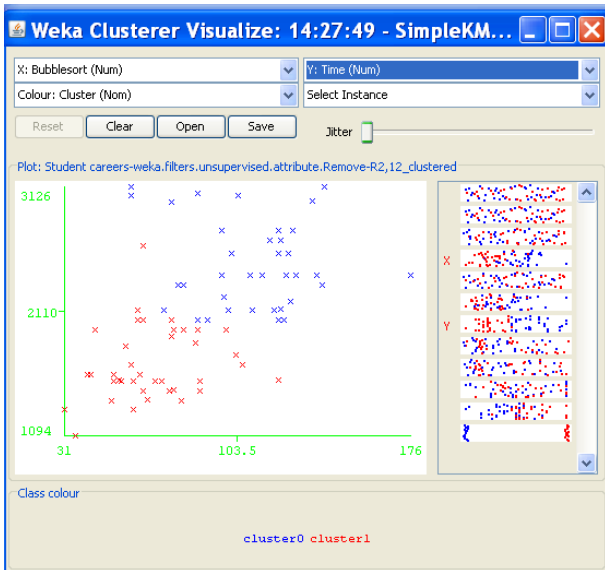 Weka Clusterer Visualize: 14:27:49 - SimpleKM...
X: Bubblesort (Num) Y: Time (Num)
Colour: Cluster (Nom) Select Instance
Reset Clear Open Save Jitter
Plot: Student careers-weka.filters.unsupervised.attribute.Remove-R2,12_clustered
3126
2110
1094
31 103.5 176
X
Y
Class colour
cluster0 cluster1